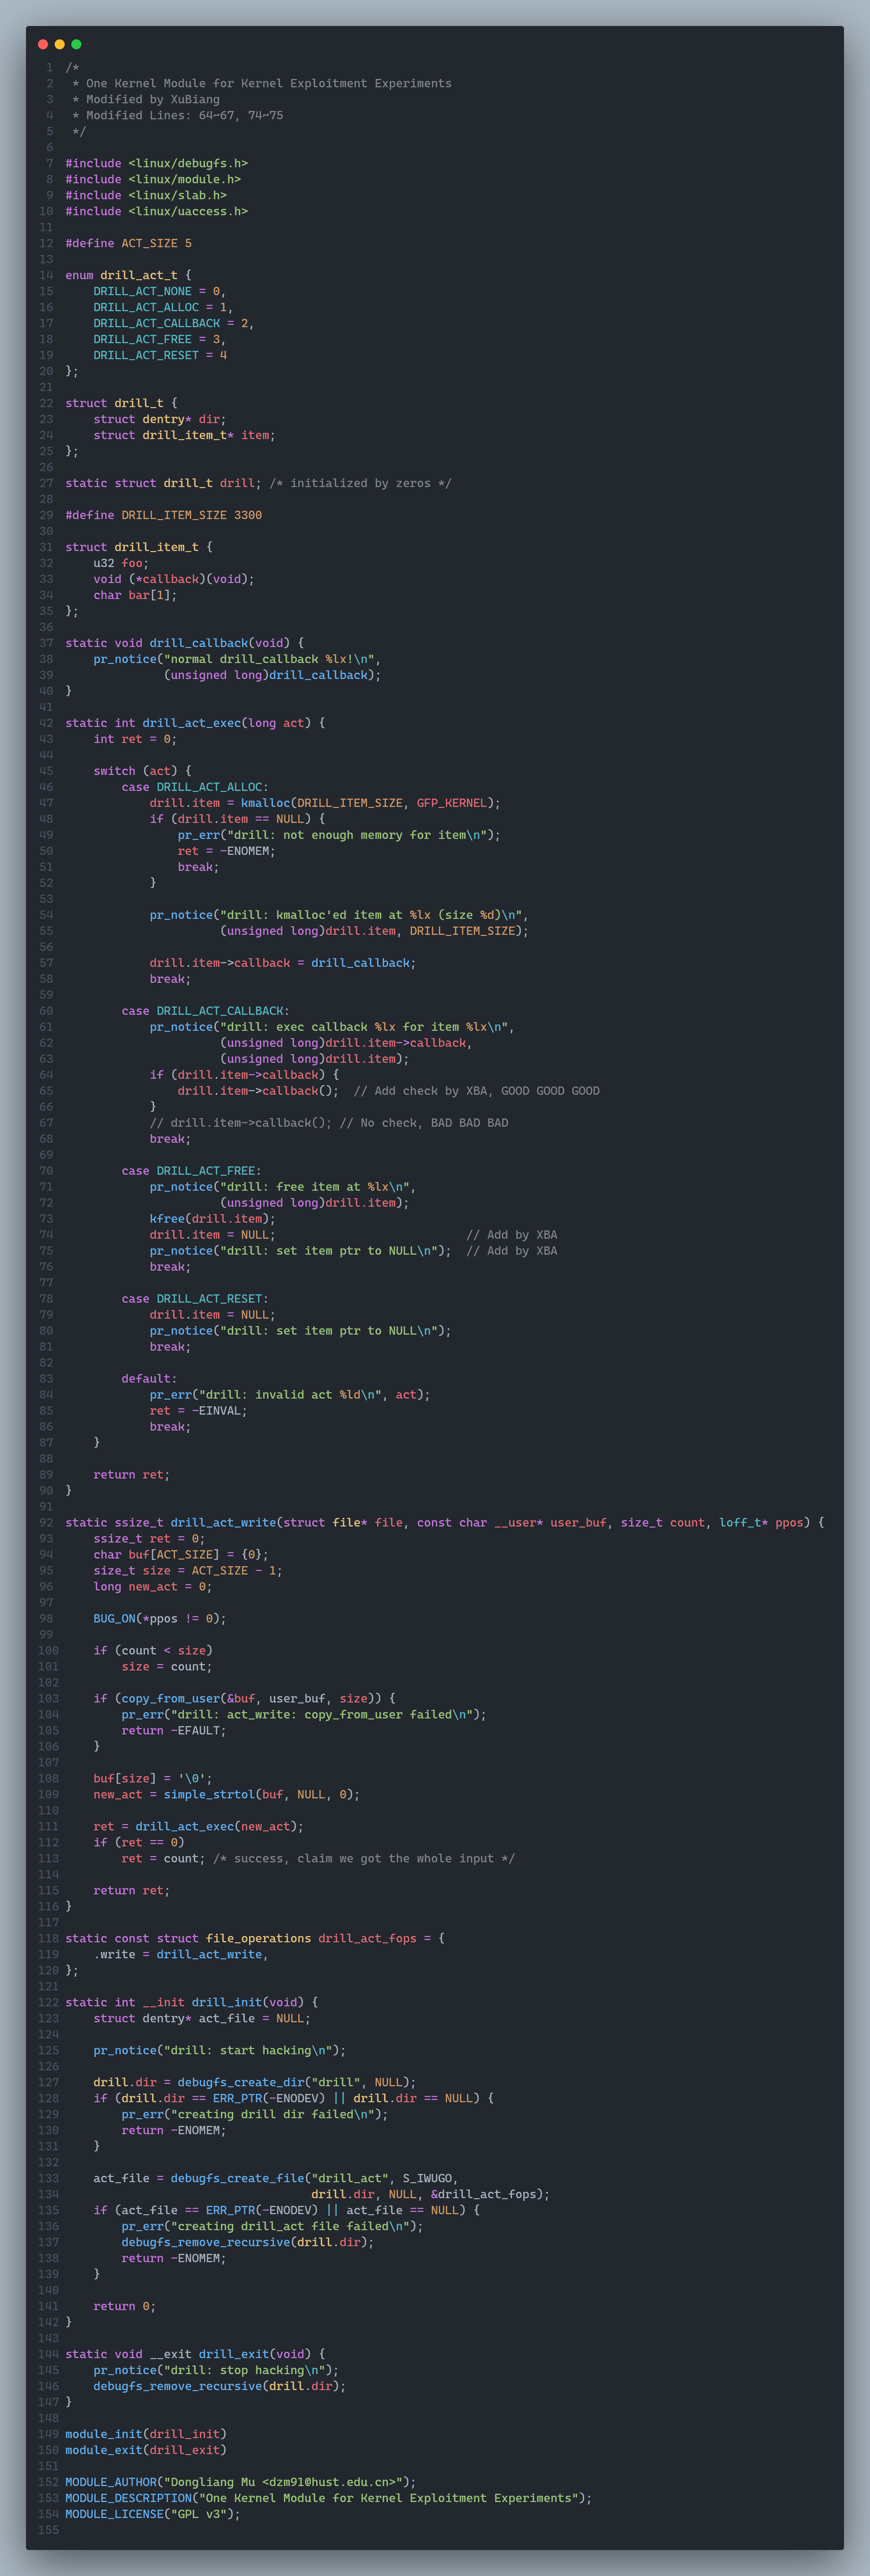 1 /*
2  * One Kernel Module for Kernel Exploitment Experiments
3  * Modified by XuBiang
4  * Modified Lines: 64~67, 74~75
5  */
6
7 #include <linux/debugfs.h>
8 #include <linux/module.h>
9 #include <linux/slab.h>
10 #include <linux/uaccess.h>
11
12 #define ACT_SIZE 5
13
14 enum drill_act_t {
15     DRILL_ACT_NONE = 0,
16     DRILL_ACT_ALLOC = 1,
17     DRILL_ACT_CALLBACK = 2,
18     DRILL_ACT_FREE = 3,
19     DRILL_ACT_RESET = 4
20 };
21
22 struct drill_t {
23     struct dentry* dir;
24     struct drill_item_t* item;
25 };
26
27 static struct drill_t drill; /* initialized by zeros */
28
29 #define DRILL_ITEM_SIZE 3300
30
31 struct drill_item_t {
32     u32 foo;
33     void (*callback)(void);
34     char bar[1];
35 };
36
37 static void drill_callback(void) {
38     pr_notice("normal drill_callback %lx!\n",
39               (unsigned long)drill_callback);
40 }
41
42 static int drill_act_exec(long act) {
43     int ret = 0;
44
45     switch (act) {
46         case DRILL_ACT_ALLOC:
47             drill.item = kmalloc(DRILL_ITEM_SIZE, GFP_KERNEL);
48             if (drill.item == NULL) {
49                 pr_err("drill: not enough memory for item\n");
50                 ret = -ENOMEM;
51                 break;
52             }
53
54             pr_notice("drill: kmalloc'ed item at %lx (size %d)\n",
55                       (unsigned long)drill.item, DRILL_ITEM_SIZE);
56
57             drill.item->callback = drill_callback;
58             break;
59
60         case DRILL_ACT_CALLBACK:
61             pr_notice("drill: exec callback %lx for item %lx\n",
62                       (unsigned long)drill.item->callback,
63                       (unsigned long)drill.item);
64             if (drill.item->callback) {
65                 drill.item->callback();  // Add check by XBA, GOOD GOOD GOOD
66             }
67             // drill.item->callback(); // No check, BAD BAD BAD
68             break;
69
70         case DRILL_ACT_FREE:
71             pr_notice("drill: free item at %lx\n",
72                       (unsigned long)drill.item);
73             kfree(drill.item);
74             drill.item = NULL;                           // Add by XBA
75             pr_notice("drill: set item ptr to NULL\n");  // Add by XBA
76             break;
77
78         case DRILL_ACT_RESET:
79             drill.item = NULL;
80             pr_notice("drill: set item ptr to NULL\n");
81             break;
82
83         default:
84             pr_err("drill: invalid act %ld\n", act);
85             ret = -EINVAL;
86             break;
87     }
88
89     return ret;
90 }
91
92 static ssize_t drill_act_write(struct file* file, const char __user* user_buf, size_t count, loff_t* ppos) {
93     ssize_t ret = 0;
94     char buf[ACT_SIZE] = {0};
95     size_t size = ACT_SIZE - 1;
96     long new_act = 0;
97
98     BUG_ON(*ppos != 0);
99
100     if (count < size)
101         size = count;
102
103     if (copy_from_user(&buf, user_buf, size)) {
104         pr_err("drill: act_write: copy_from_user failed\n");
105         return -EFAULT;
106     }
107
108     buf[size] = '\0';
109     new_act = simple_strtol(buf, NULL, 0);
110
111     ret = drill_act_exec(new_act);
112     if (ret == 0)
113         ret = count; /* success, claim we got the whole input */
114
115     return ret;
116 }
117
118 static const struct file_operations drill_act_fops = {
119     .write = drill_act_write,
120 };
121
122 static int __init drill_init(void) {
123     struct dentry* act_file = NULL;
124
125     pr_notice("drill: start hacking\n");
126
127     drill.dir = debugfs_create_dir("drill", NULL);
128     if (drill.dir == ERR_PTR(-ENODEV) || drill.dir == NULL) {
129         pr_err("creating drill dir failed\n");
130         return -ENOMEM;
131     }
132
133     act_file = debugfs_create_file("drill_act", S_IWUGO,
134                                    drill.dir, NULL, &drill_act_fops);
135     if (act_file == ERR_PTR(-ENODEV) || act_file == NULL) {
136         pr_err("creating drill_act file failed\n");
137         debugfs_remove_recursive(drill.dir);
138         return -ENOMEM;
139     }
140
141     return 0;
142 }
143
144 static void __exit drill_exit(void) {
145     pr_notice("drill: stop hacking\n");
146     debugfs_remove_recursive(drill.dir);
147 }
148
149 module_init(drill_init)
150 module_exit(drill_exit)
151
152 MODULE_AUTHOR("Dongliang Mu <dzm91@hust.edu.cn>");
153 MODULE_DESCRIPTION("One Kernel Module for Kernel Exploitment Experiments");
154 MODULE_LICENSE("GPL v3");
155